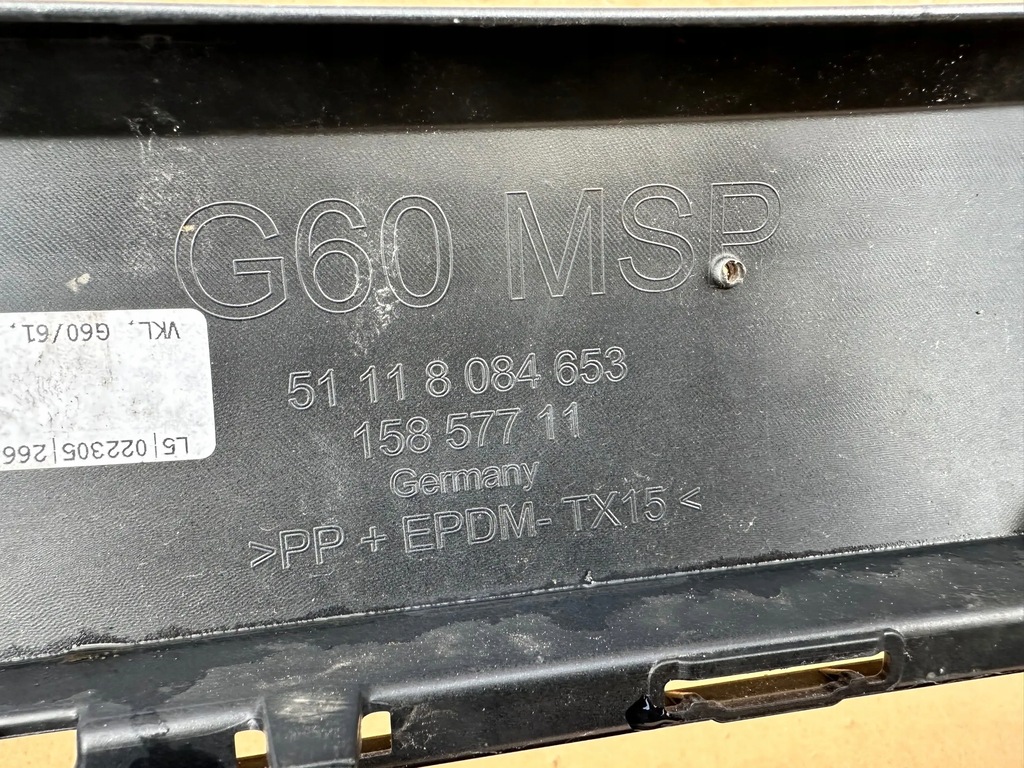 G60 MSP
51 11 8 084 653
158 577 11
Germany
>PP + EPDM- TX15 <
VKL, G60/61,
L5|022305|266